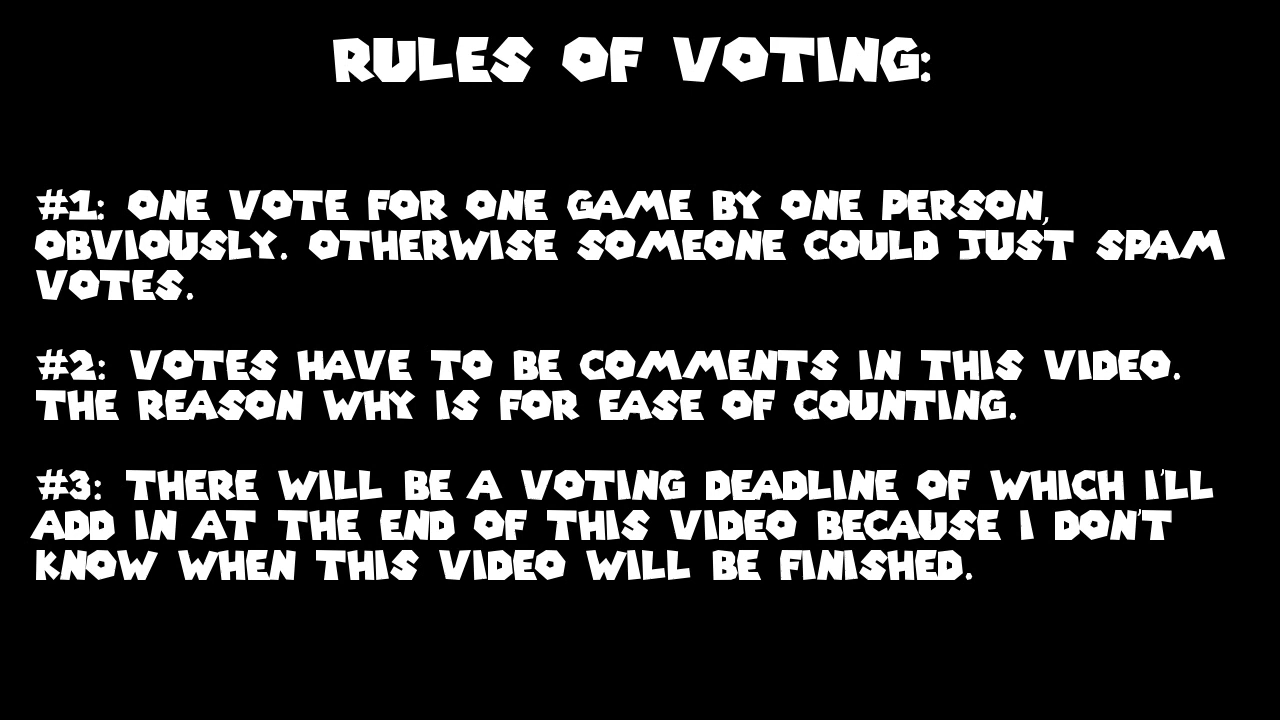 RULES OF VOTING:
#1: ONE VOTE FOR ONE GAME BY ONE PERSON,
OBVIOUSLY. OTHERWISE SOMEONE COULD JUST SPAM
VOTES.
#2: VOTES HAVE TO BE COMMENTS IN THIS VIDEO.
THE REASON WHY IS FOR EASE OF COUNTING.
#3: THERE WILL BE A VOTING DEADLINE OF WHICH I'LL
ADD IN AT THE END OF THIS VIDEO BECAUSE I DON'T
KNOW WHEN THIS VIDEO WILL BE FINISHED.